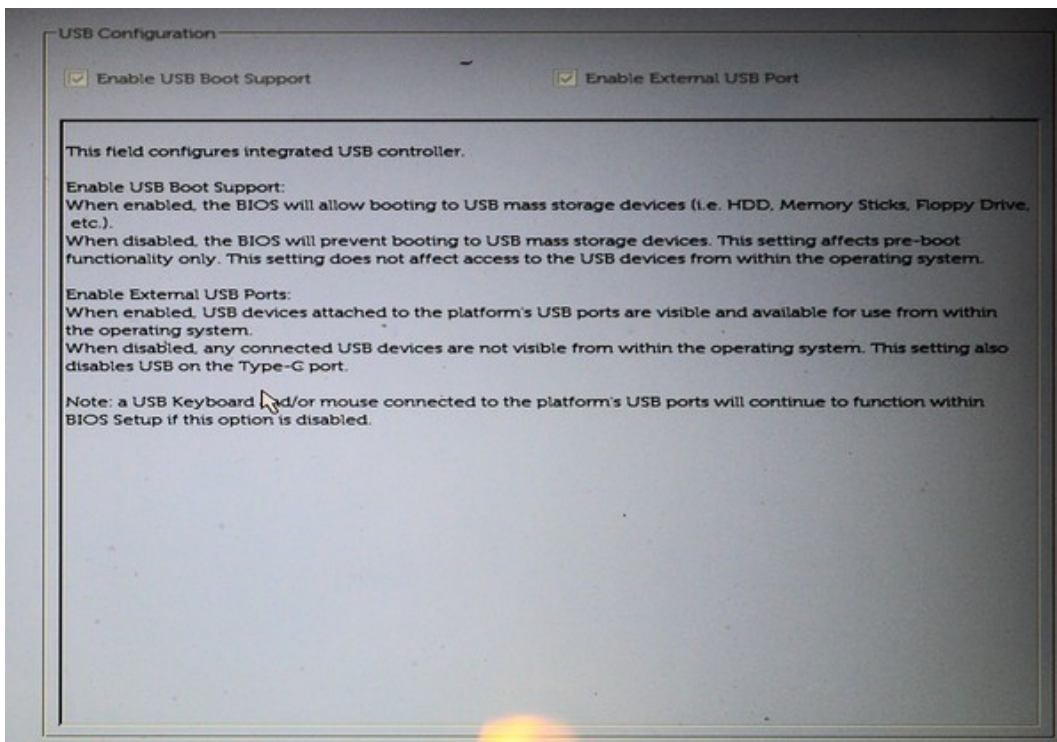 USB Configuration
Enable USB Boot Support
Enable External USB Port
This field configures integrated USB controller.
Enable USB Boot Support:
When enabled, the BIOS will allow booting to USB mass storage devices (i.e. HDD, Memory Sticks, Floppy Drive,
etc.).
When disabled, the BIOS will prevent booting to USB mass storage devices. This setting affects pre-boot
functionality only. This setting does not affect access to the USB devices from within the operating system.
Enable External USB Ports:
When enabled, USB devices attached to the platform's USB ports are visible and available for use from within
the operating system.
When disabled, any connected USB devices are not visible from within the operating system. This setting also
disables USB on the Type-C port.
Note: a USB Keyboard and/or mouse connected to the platform's USB ports will continue to function within
BIOS Setup if this option is disabled.